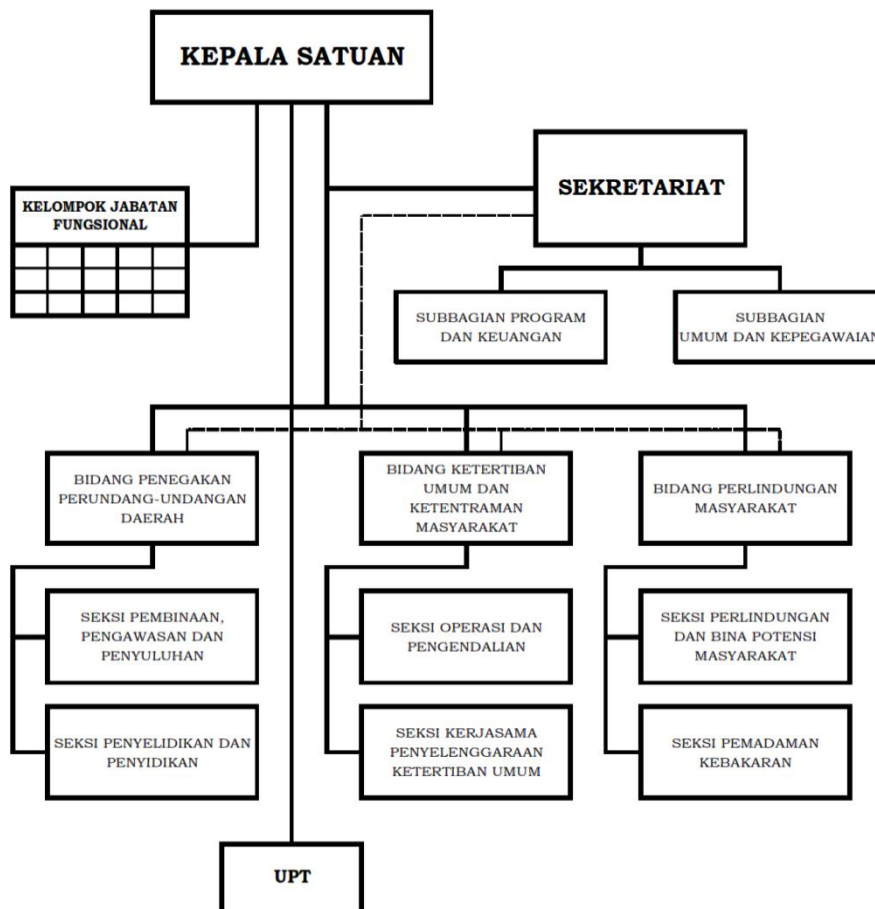 KEPALA SATUAN
SEKRETARIAT
KELOMPOK JABATAN
FUNGSIONAL
SUBBAGIAN PROGRAM
DAN KEUANGAN
SUBBAGIAN
UMUM DAN KEPEGAWAIAN
BIDANG PENEGAKAN
PERUNDANG-UNDANGAN
DAERAH
BIDANG KETERTIBAN
UMUM DAN
KETENTRAMAN
MASYARAKAT
BIDANG PERLINDUNGAN
MASYARAKAT
SEKSI PEMBINAAN,
PENGAWASAN DAN
PENYULUHAN
SEKSI OPERASI DAN
PENGENDALIAN
SEKSI PERLINDUNGAN
DAN BINA POTENSI
MASYARAKAT
SEKSI PENYELIDIKAN DAN
PENYIDIKAN
SEKSI KERJASAMA
PENYELENGGARAAN
KETERTIBAN UMUM
SEKSI PEMADAMAN
KEBAKARAN
UPT